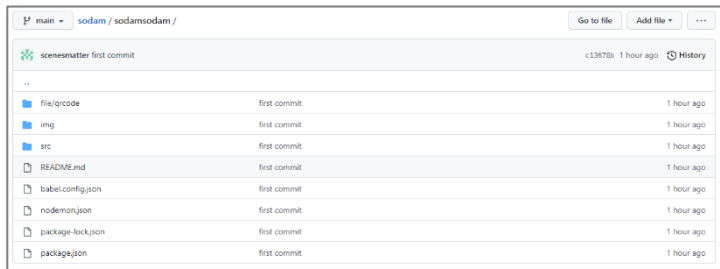 main sodam / sodamsodam / Go to file Add file ...
scenesmatter first commit c13678b 1 hour ago History
..
file/qrcode first commit 1 hour ago
img first commit 1 hour ago
src first commit 1 hour ago
README.md first commit 1 hour ago
babel.config.json first commit 1 hour ago
nodemon.json first commit 1 hour ago
package-lock.json first commit 1 hour ago
package.json first commit 1 hour ago